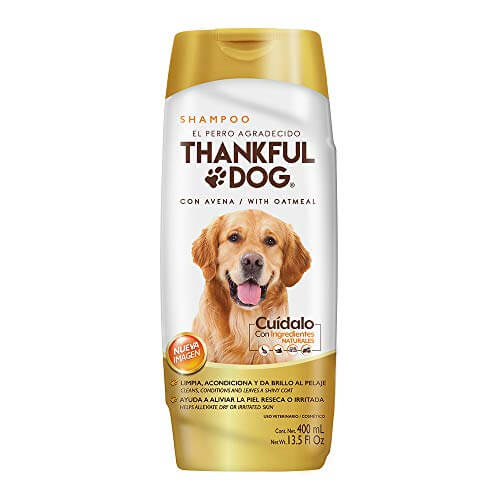 SHAMPOO
EL PERRO AGRADECIDO
THANKFUL
DOG®
CON AVENA / WITH OATMEAL
Cuídalo
Con Ingredientes
NATURALES
NUEVA
IMAGEN
LIMPIA, ACONDICIONA Y DA BRILLO AL PELAJE
CLEANS, CONDITIONS AND LEAVES A SHINY COAT
AYUDA A ALIVIAR LA PIEL RESECA O IRRITADA
HELPS ALLEVIATE DRY OR IRRITATED SKIN
USO VETERINARIO / COSMÉTICO
Cont. Net. 400 mL
Net Wt. 13.5 Fl Oz